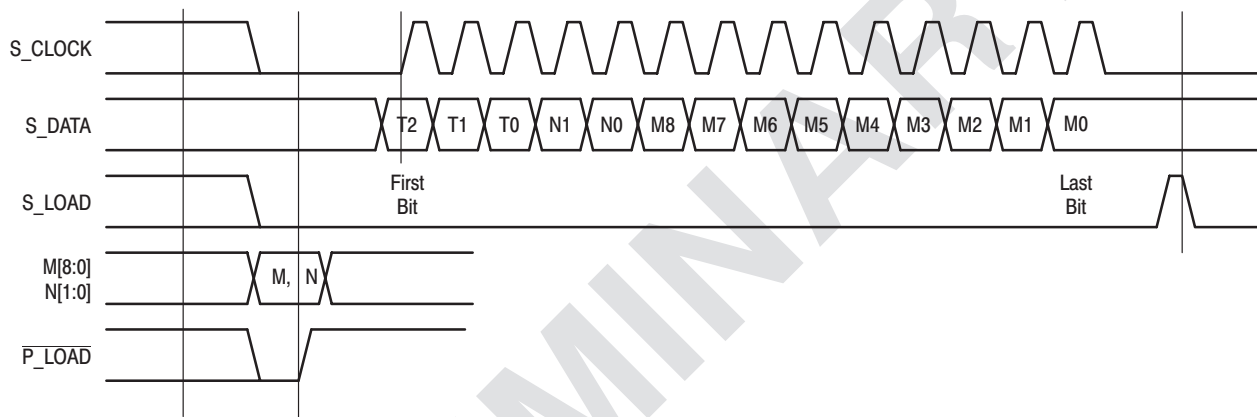 S_CLOCK
S_DATA
T2 T1 T0 N1 N0 M8 M7 M6 M5 M4 M3 M2 M1 M0
First
Bit
Last
Bit
S_LOAD
M[8:0]
N[1:0]
M, N
P_LOAD
MINAR